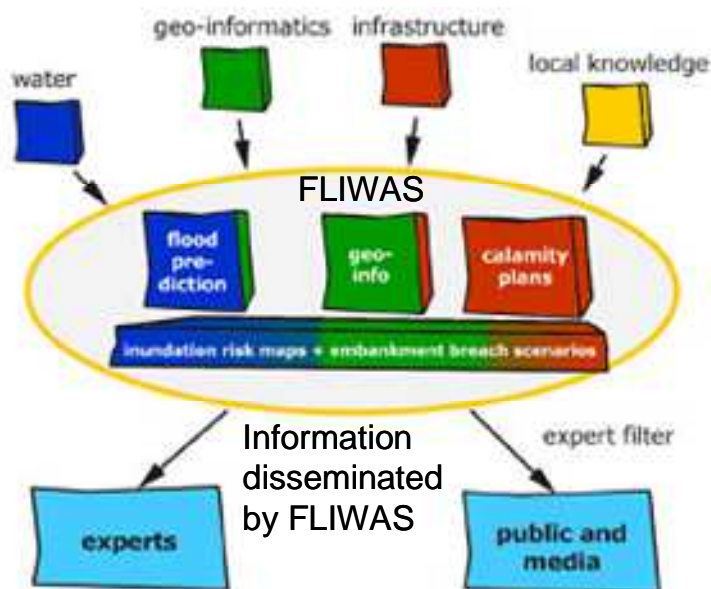 geo-informatics
infrastructure
water
local knowledge
FLIWAS
flood
pre-
diction
geo-
info
calamity
plans
inundation risk maps + embankment breach scenarios
Information
disseminated
by FLIWAS
expert filter
experts
public and
media